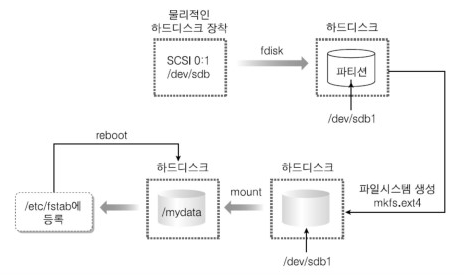 물리적인
하드디스크 장착
SCSI 0:1
/dev/sdb
fdisk
하드디스크
파티션
/dev/sdb1
파일시스템 생성
mkfs.ext4
하드디스크
/dev/sdb1
mount
하드디스크
/mydata
reboot
/etc/fstab에
등록